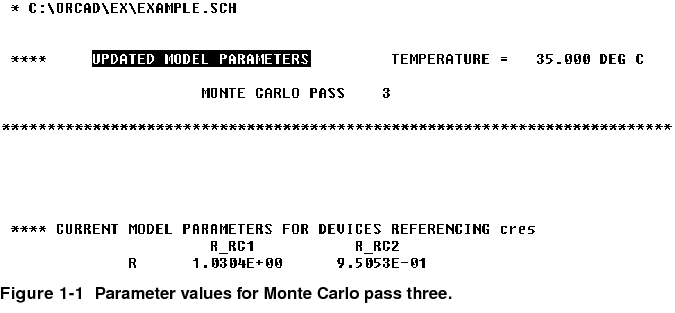 * C:\ORCAD\EX\EXAMPLE.SCH
**** UPDATED MODEL PARAMETERS TEMPERATURE = 35.000 DEG C
MONTE CARLO PASS 3
**************************************************************************
**** CURRENT MODEL PARAMETERS FOR DEVICES REFERENCING cres
R_RC1 R_RC2
R 1.0304E+00 9.5053E-01
Figure 1-1 Parameter values for Monte Carlo pass three.